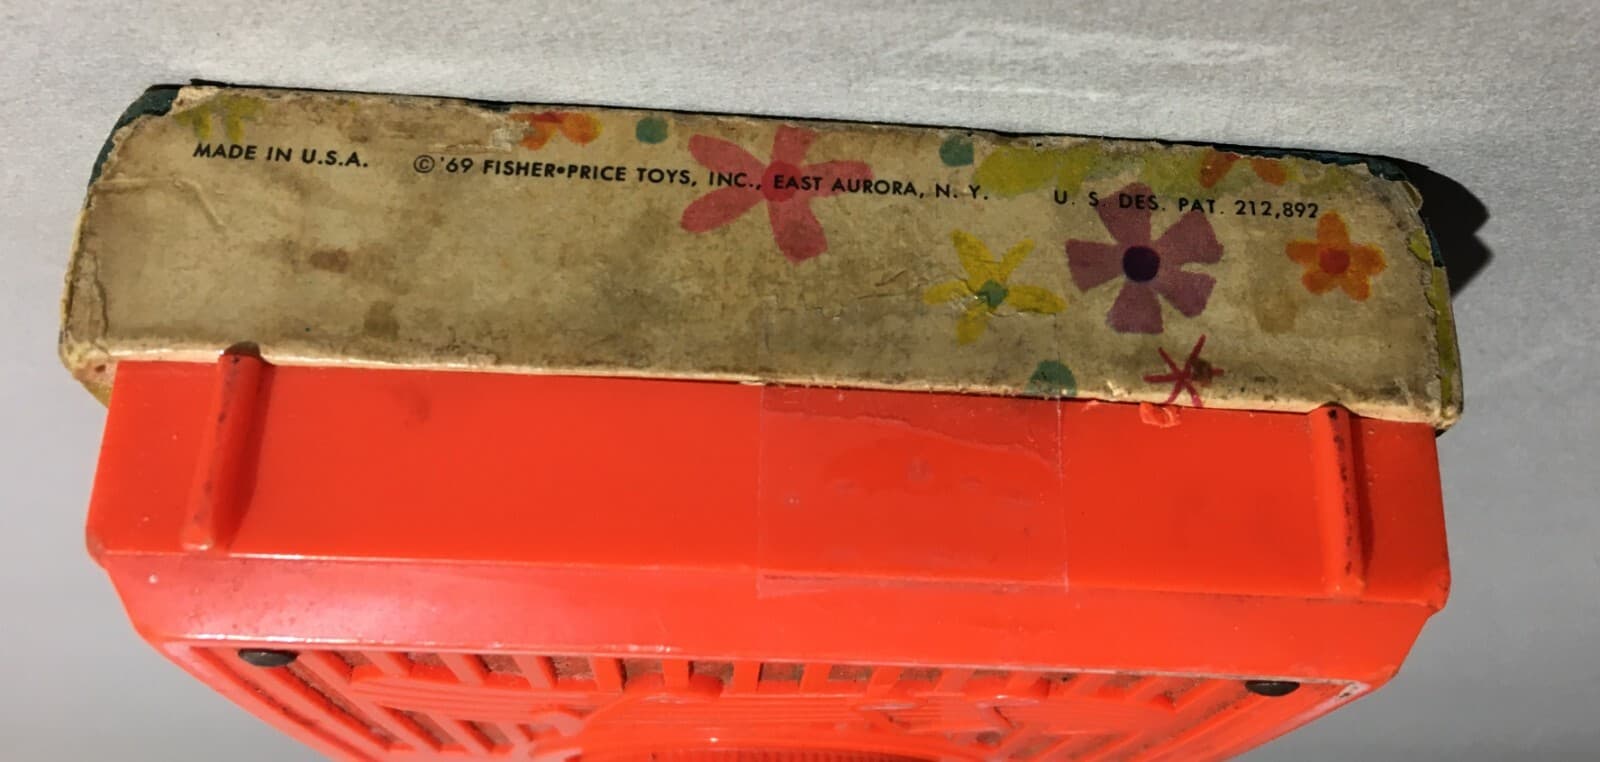 MADE IN U.S.A. ©'69 FISHER•PRICE TOYS, INC., EAST AURORA, N. Y. U. S. DES. PAT. 212,892